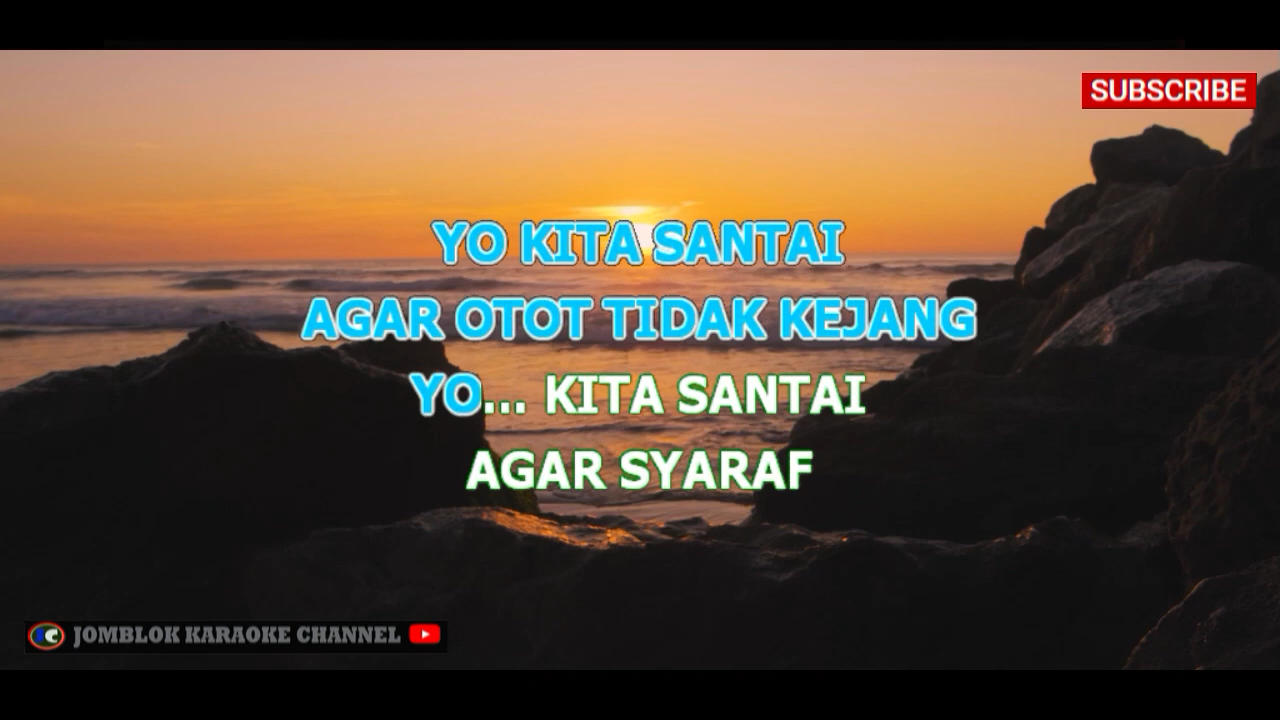 SUBSCRIBE
YO KITA SANTAI
AGAR OTOT TIDAK KEJANG
YO... KITA SANTAI
AGAR SYARAF
JOMBLOK KARAOKE CHANNEL